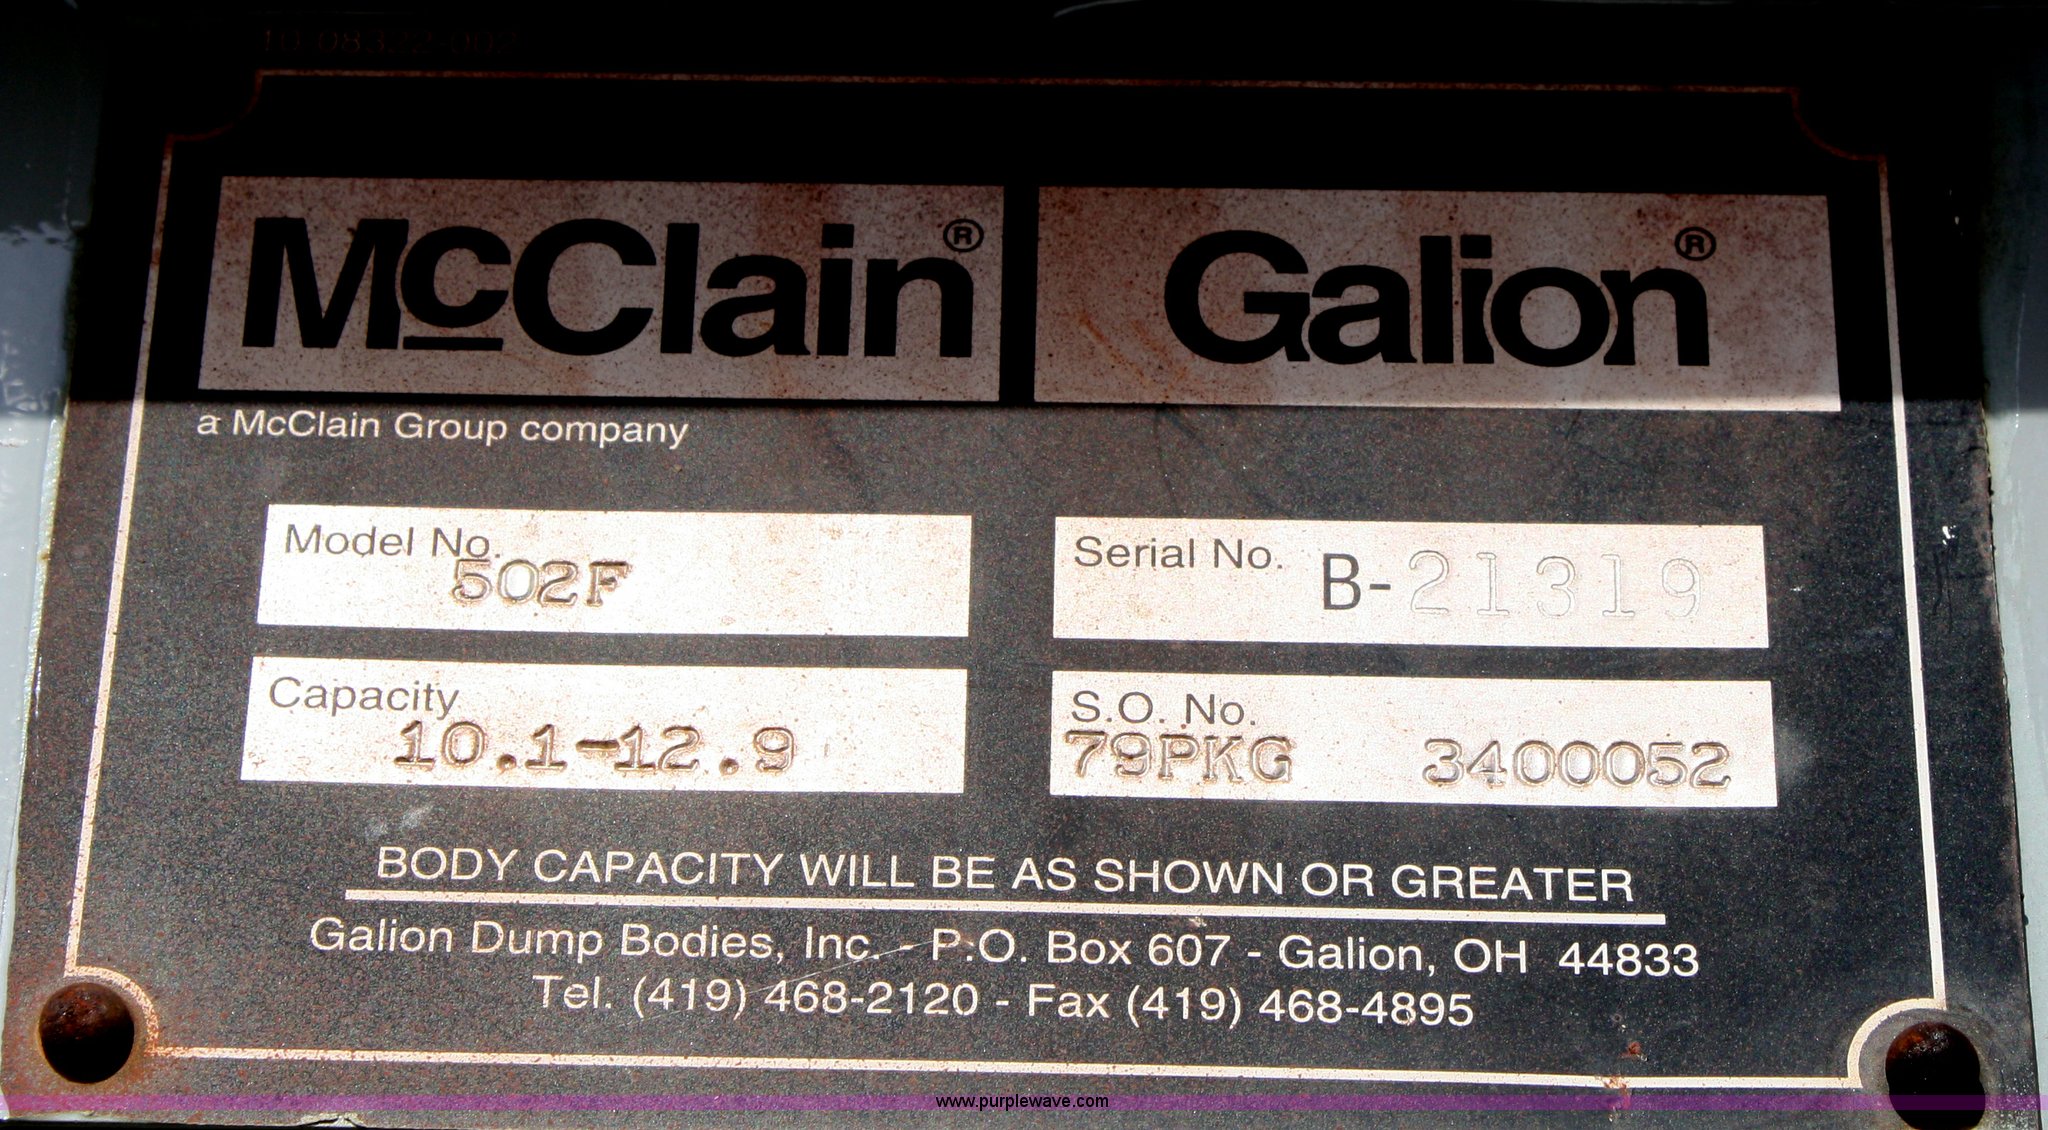 McClain® Galion®
a McClain Group company
Model No. 502F
Serial No. B-21319
Capacity 10.1-12.9
S.O. No. 79PKG 3400052
BODY CAPACITY WILL BE AS SHOWN OR GREATER
Galion Dump Bodies, Inc. - P.O. Box 607 - Galion, OH 44833
Tel. (419) 468-2120 - Fax (419) 468-4895
www.purplewave.com